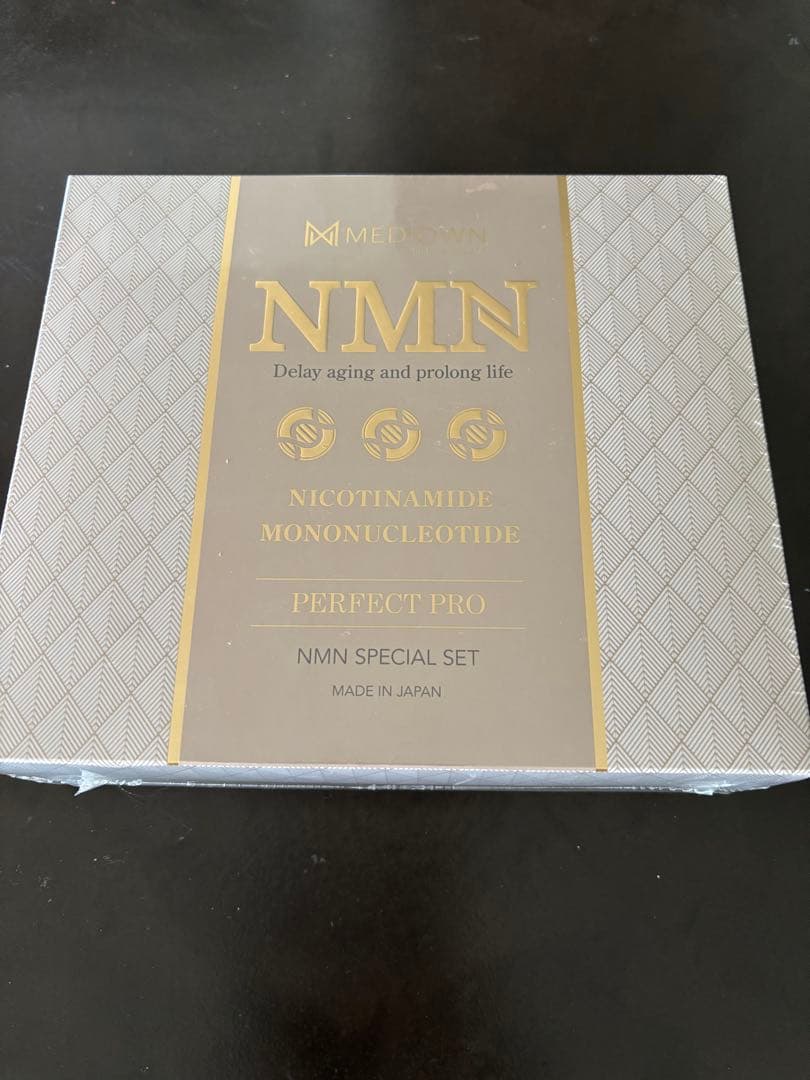 MEDIOWN
NMN
Delay aging and prolong life
NICOTINAMIDE
MONONUCLEOTIDE
PERFECT PRO
NMN SPECIAL SET
MADE IN JAPAN